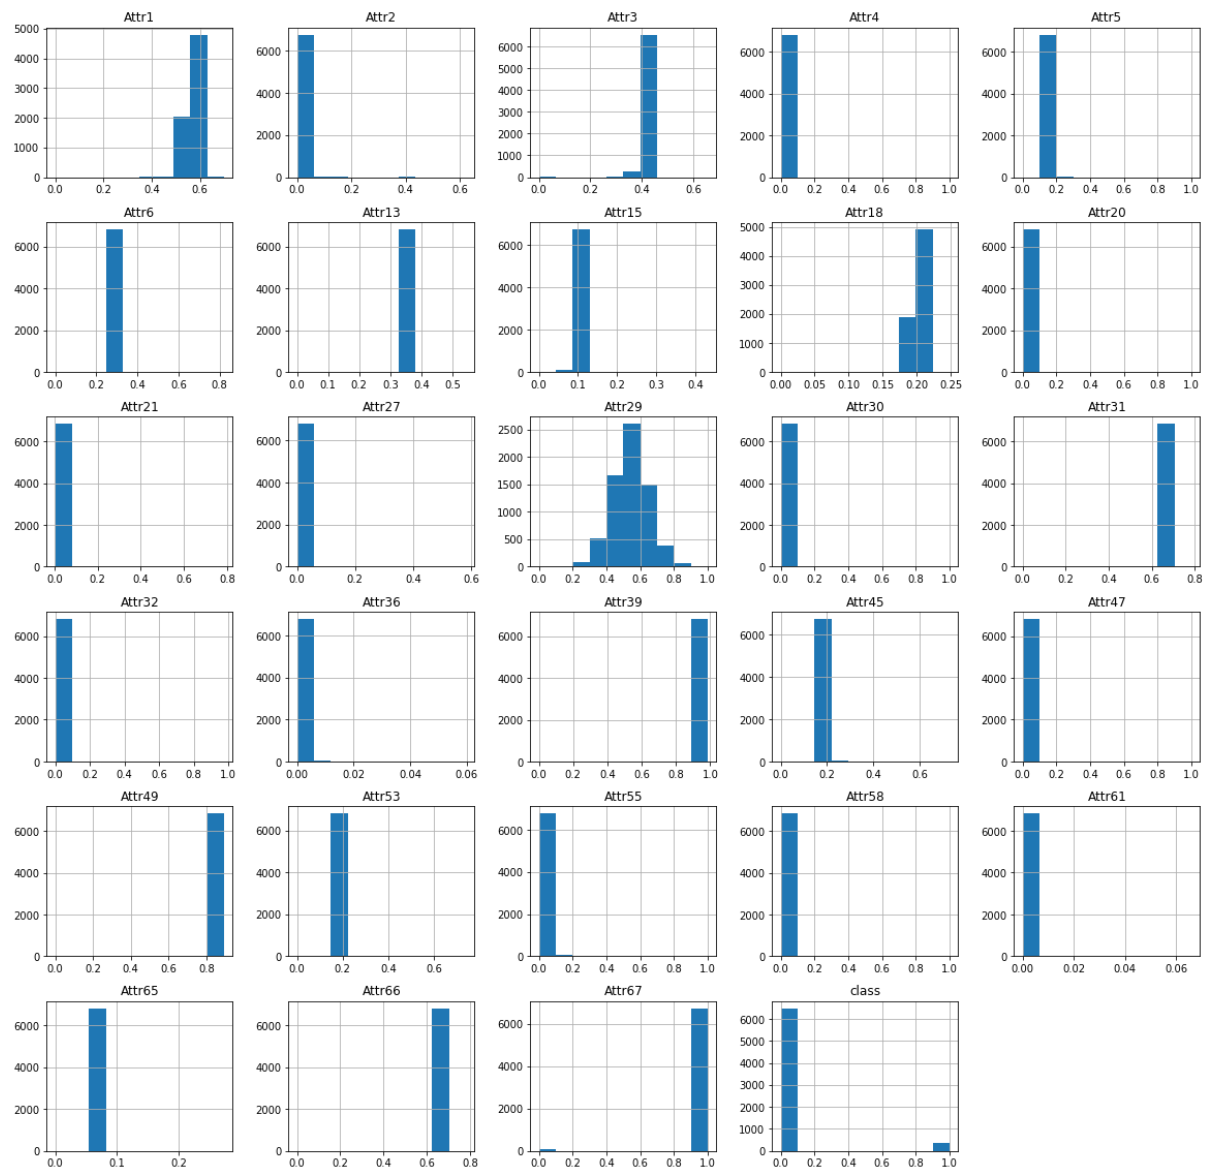 Attr1 Attr2 Attr3 Attr4 Attr5
5000 4000 3000 2000 1000 0 6000 4000 2000 0 6000 5000 4000 3000 2000 1000 0 6000 4000 2000 0 6000 4000 2000 0
0.0 0.2 0.4 0.6 0.0 0.2 0.4 0.6 0.0 0.2 0.4 0.6 0.0 0.2 0.4 0.6 0.8 1.0 0.0 0.2 0.4 0.6 0.8 1.0
Attr6 Attr13 Attr15 Attr18 Attr20
6000 4000 2000 0 6000 4000 2000 0 6000 4000 2000 0 5000 4000 3000 2000 1000 0 6000 4000 2000 0
0.0 0.2 0.4 0.6 0.8 0.0 0.1 0.2 0.3 0.4 0.5 0.0 0.1 0.2 0.3 0.4 0.00 0.05 0.10 0.15 0.20 0.25 0.0 0.2 0.4 0.6 0.8 1.0
Attr21 Attr27 Attr29 Attr30 Attr31
6000 4000 2000 0 6000 4000 2000 0 2500 2000 1500 1000 500 0 6000 4000 2000 0 6000 4000 2000 0
0.0 0.2 0.4 0.6 0.8 0.0 0.2 0.4 0.6 0.0 0.2 0.4 0.6 0.8 1.0 0.0 0.2 0.4 0.6 0.8 1.0 0.0 0.2 0.4 0.6 0.8
Attr32 Attr36 Attr39 Attr45 Attr47
6000 4000 2000 0 6000 4000 2000 0 6000 4000 2000 0 6000 4000 2000 0 6000 4000 2000 0
0.0 0.2 0.4 0.6 0.8 1.0 0.00 0.02 0.04 0.06 0.0 0.2 0.4 0.6 0.8 1.0 0.0 0.2 0.4 0.6 0.0 0.2 0.4 0.6 0.8 1.0
Attr49 Attr53 Attr55 Attr58 Attr61
6000 4000 2000 0 6000 4000 2000 0 6000 4000 2000 0 6000 4000 2000 0 6000 4000 2000 0
0.0 0.2 0.4 0.6 0.8 0.0 0.2 0.4 0.6 0.0 0.2 0.4 0.6 0.8 1.0 0.0 0.2 0.4 0.6 0.8 1.0 0.00 0.02 0.04 0.06
Attr65 Attr66 Attr67 class
6000 4000 2000 0 6000 4000 2000 0 6000 4000 2000 0 6000 5000 4000 3000 2000 1000 0
0.0 0.1 0.2 0.0 0.2 0.4 0.6 0.8 0.0 0.2 0.4 0.6 0.8 1.0 0.0 0.2 0.4 0.6 0.8 1.0